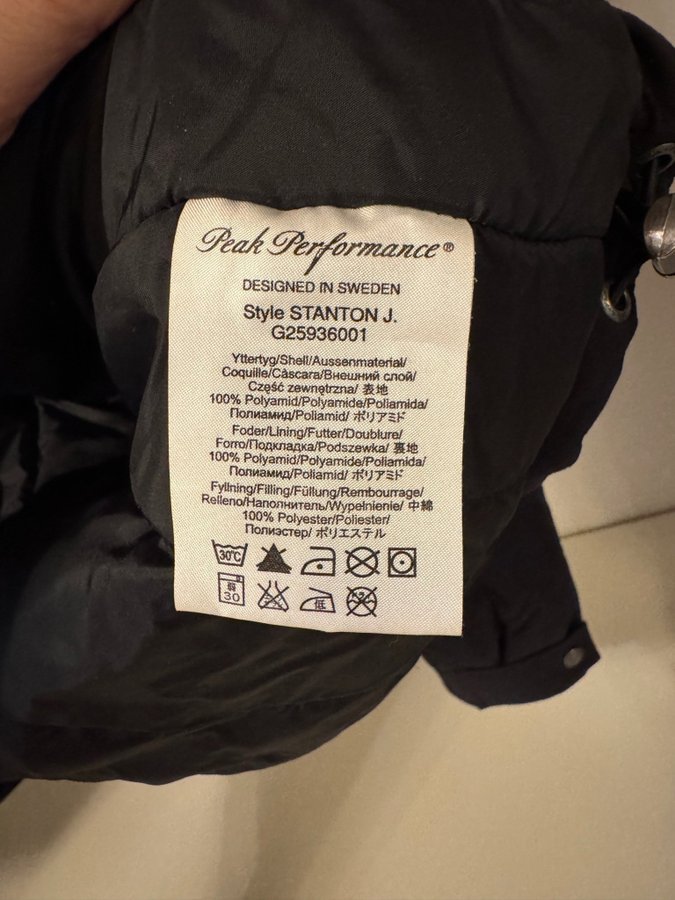 Peak Performance®
DESIGNED IN SWEDEN
Style STANTON J.
G25936001
Yttertyg/Shell/Aussenmaterial/
Coquille/Càscara/Внешний слой/
Część zewnętrzna/ 表地
100% Polyamid/Polyamide/Poliamida/
Полиамид/Poliamid/ ポリアミド
Foder/Lining/Futter/Doublure/
Forro/Подкладка/Podszewka/ 裏地
100% Polyamid/Polyamide/Poliamida/
Полиамид/Poliamid/ ポリアミド
Fyllning/Filling/Füllung/Rembourrage/
Relleno/Наполнитель/Wypełnienie/ 中綿
100% Polyester/Poliester/
Полиэстер/ ポリエステル
30°C
弱
30
低